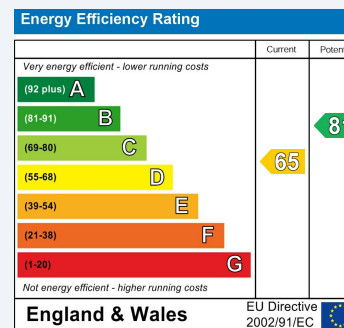 Energy Efficiency Rating
Current
Very energy efficient - lower running costs
(92 plus) A
(81-91) B
(69-80) C
(55-68) D
(39-54) E
(21-38) F
(1-20) G
65
Not energy efficient - higher running costs
England & Wales
EU Directive
2002/91/EC